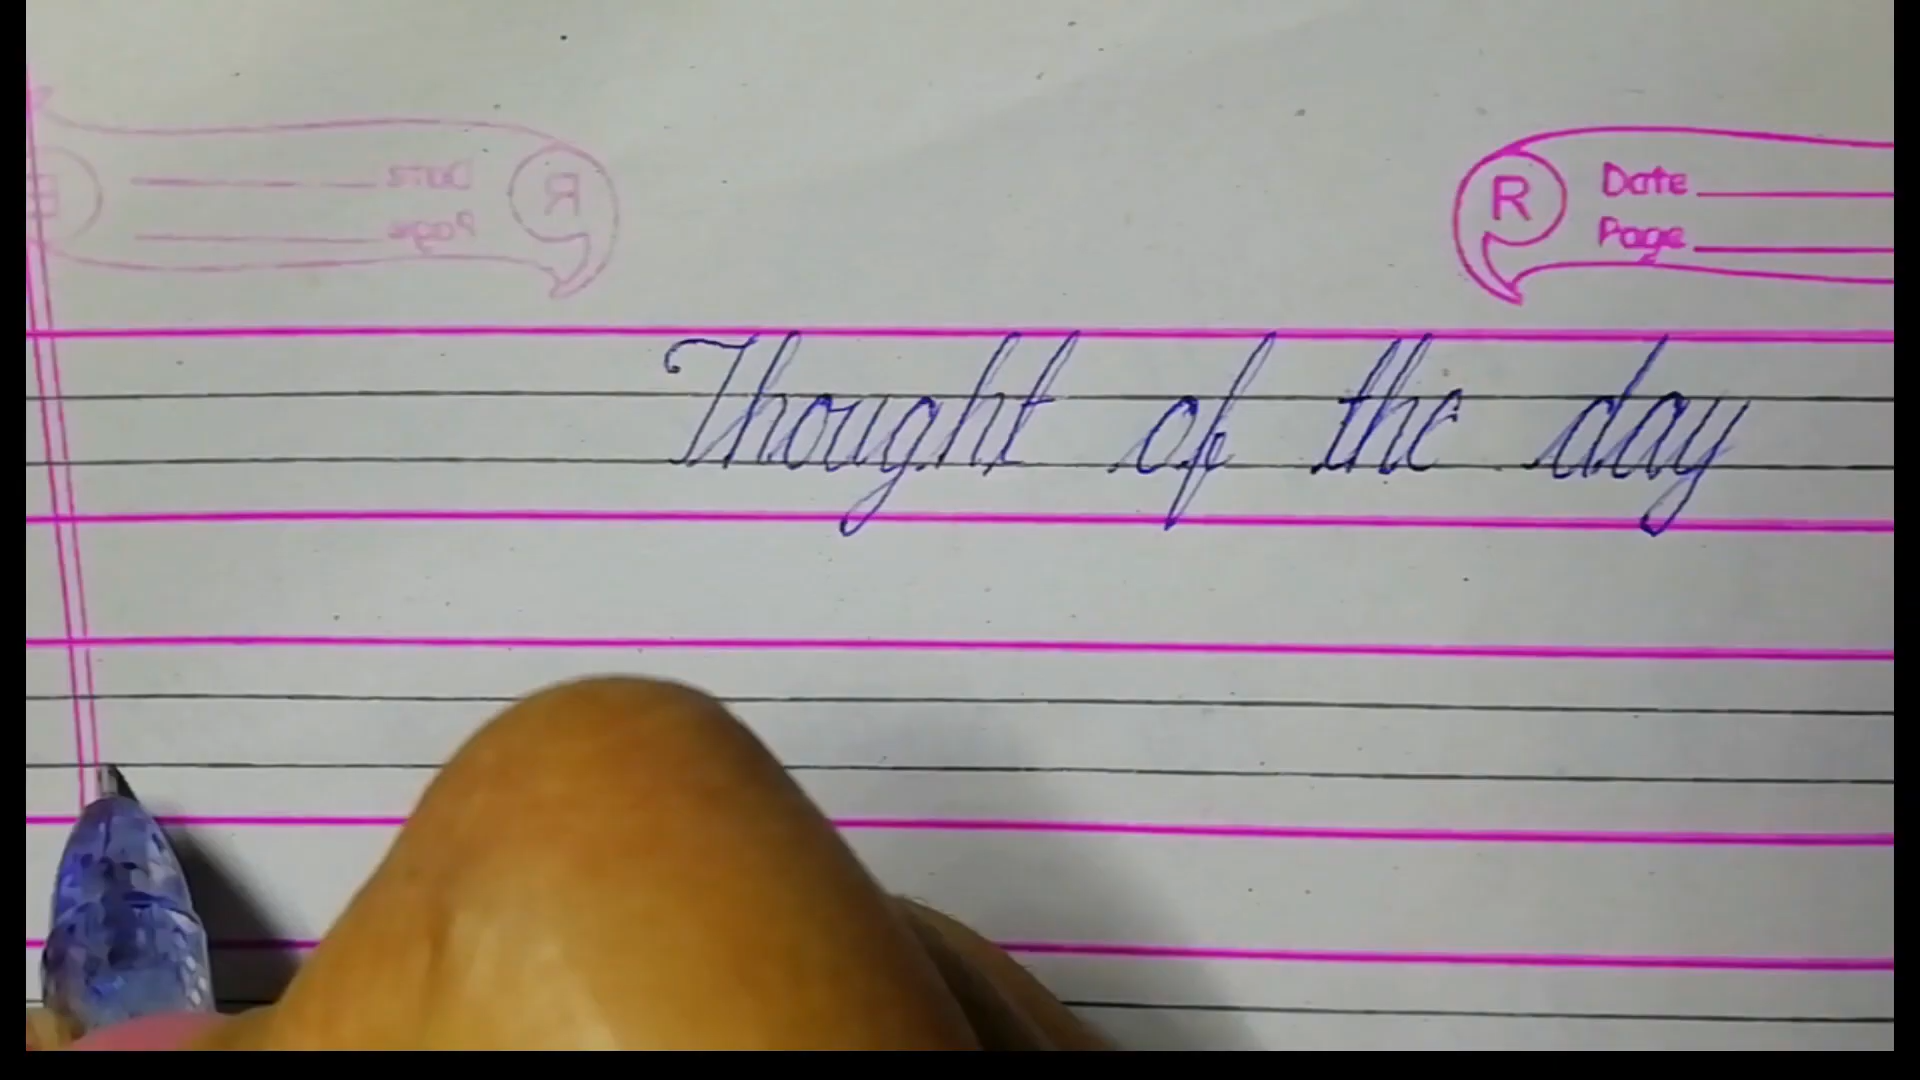 R Date
Page
Thought of the day